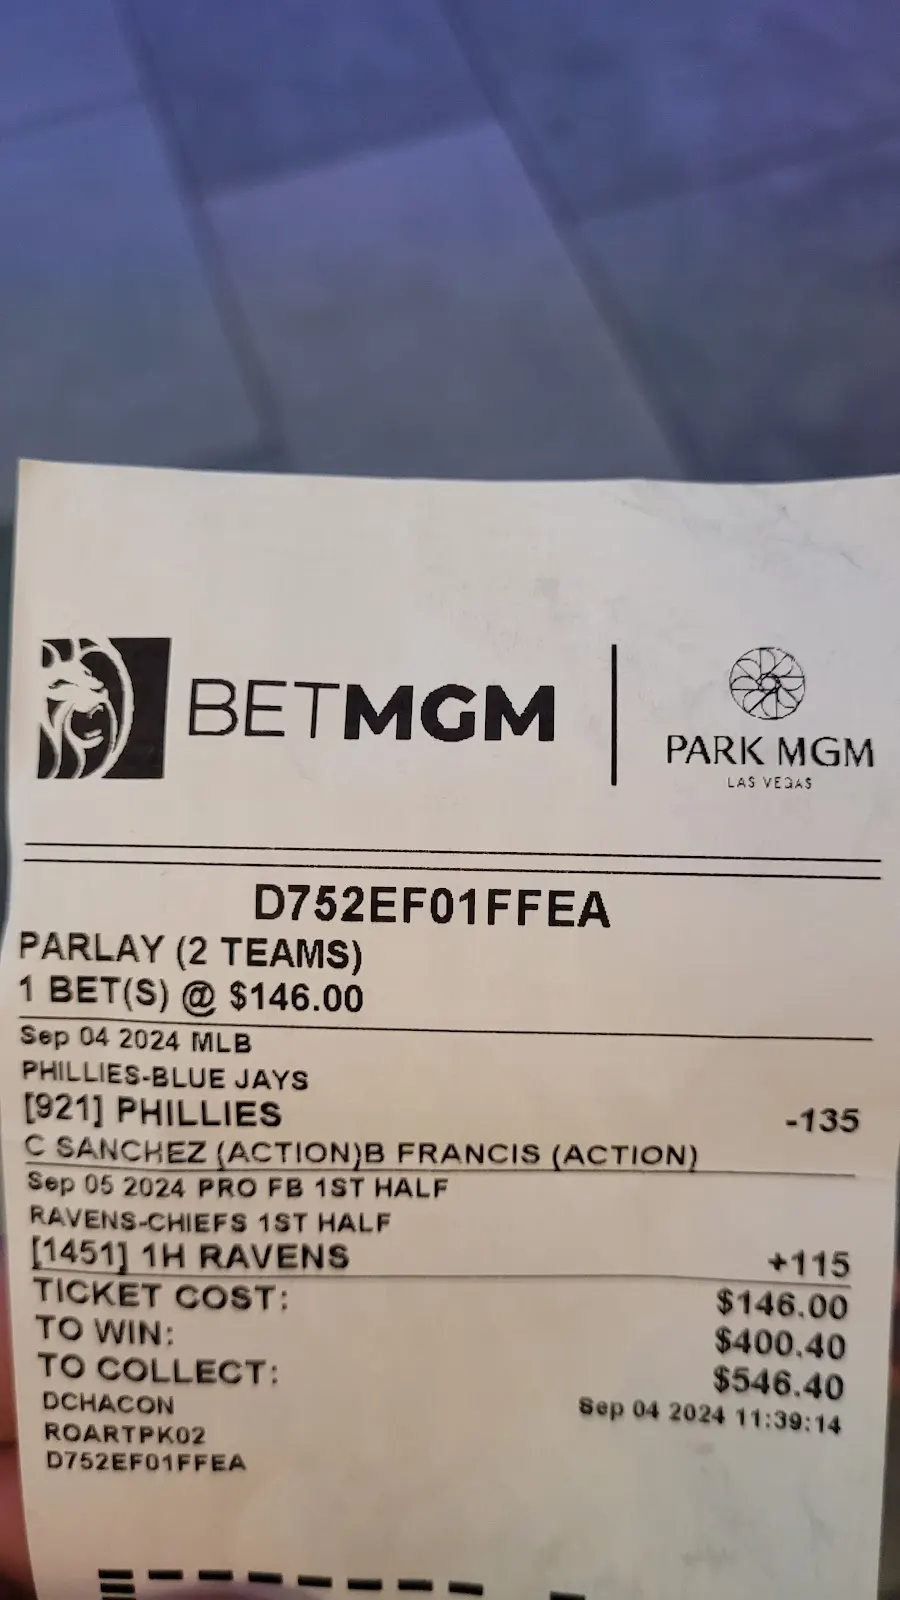 BETMGM
PARK MGM
LAS VEGAS
D752EF01FFEA
PARLAY (2 TEAMS)
1 BET(S) @ $146.00
Sep 04 2024 MLB
PHILLIES-BLUE JAYS
[921] PHILLIES -135
C SANCHEZ (ACTION)B FRANCIS (ACTION)
Sep 05 2024 PRO FB 1ST HALF
RAVENS-CHIEFS 1ST HALF
[1451] 1H RAVENS +115
TICKET COST: $146.00
TO WIN: $400.40
TO COLLECT: $546.40
DCHACON Sep 04 2024 11:39:14
ROARTPK02
D752EF01FFEA